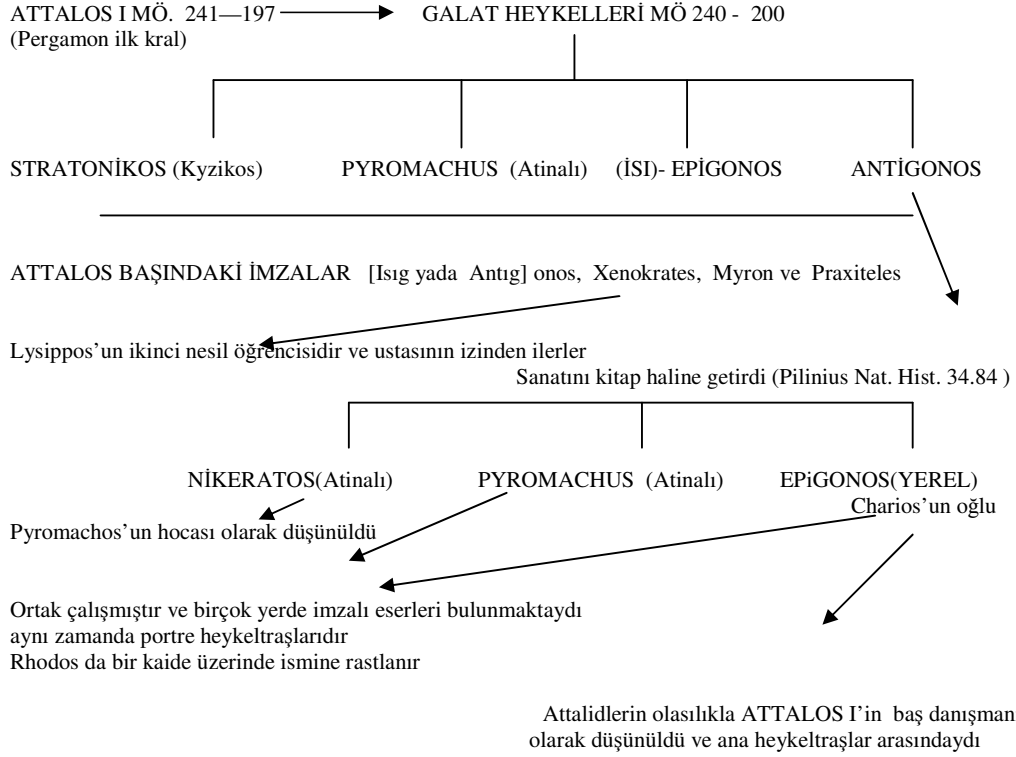 ATTALOS I MÖ. 241—197 GALAT HEYKELLERİ MÖ 240 - 200
(Pergamon ilk kral)
STRATONİKOS (Kyzikos) PYROMACHUS (Atinalı) (İSI)- EPİGONOS ANTİGONOS
ATTALOS BAŞINDAKİ İMZALAR [Isıg yada Antıg] onos, Xenokrates, Myron ve Praxiteles
Lysippos’un ikinci nesil öğrencisidir ve ustasının izinden ilerler
Sanatını kitap haline getirdi (Pilinius Nat. Hist. 34.84 )
NİKERATOS(Atinalı) PYROMACHUS (Atinalı) EPiGONOS(YEREL)
Charios’un oğlu
Pyromachos’un hocası olarak düşünüldü
Ortak çalışmıştır ve birçok yerde imzalı eserleri bulunmaktaydı
aynı zamanda portre heykeltraşlarıdır
Rhodos da bir kaide üzerinde ismine rastlanır
Attalidlerin olasılıkla ATTALOS I’in baş danışman
olarak düşünüldü ve ana heykeltraşlar arasındaydı